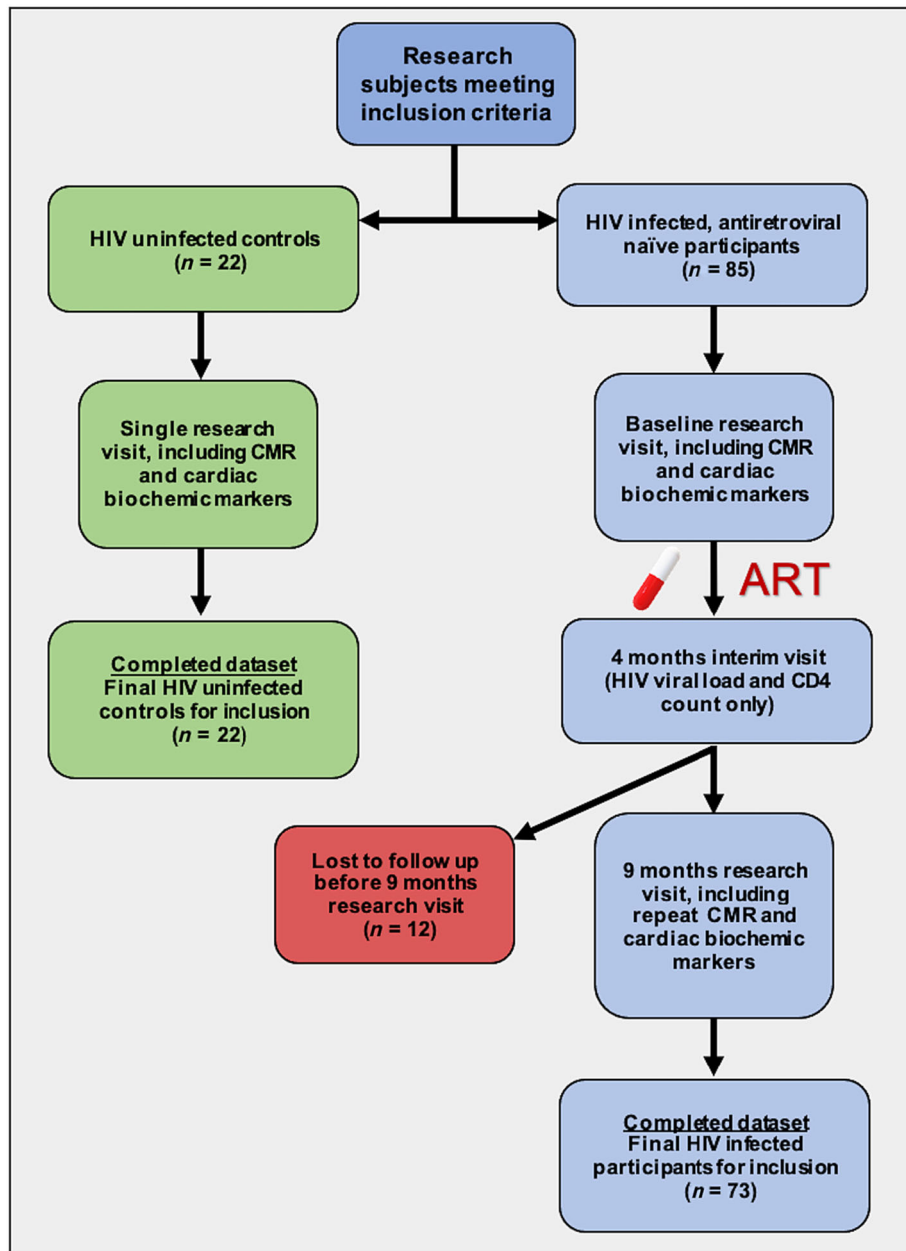 Research
subjects meeting
inclusion criteria
HIV uninfected controls
(n = 22)
HIV infected, antiretroviral
naïve participants
(n = 85)
Single research
visit, including CMR
and cardiac
biochemic markers
Baseline research
visit, including CMR
and cardiac
biochemic markers
ART
Completed dataset
Final HIV uninfected
controls for inclusion
(n = 22)
4 months interim visit
(HIV viral load and CD4
count only)
Lost to follow up
before 9 months
research visit
(n = 12)
9 months research
visit, including
repeat CMR and
cardiac biochemic
markers
Completed dataset
Final HIV infected
participants for inclusion
(n = 73)